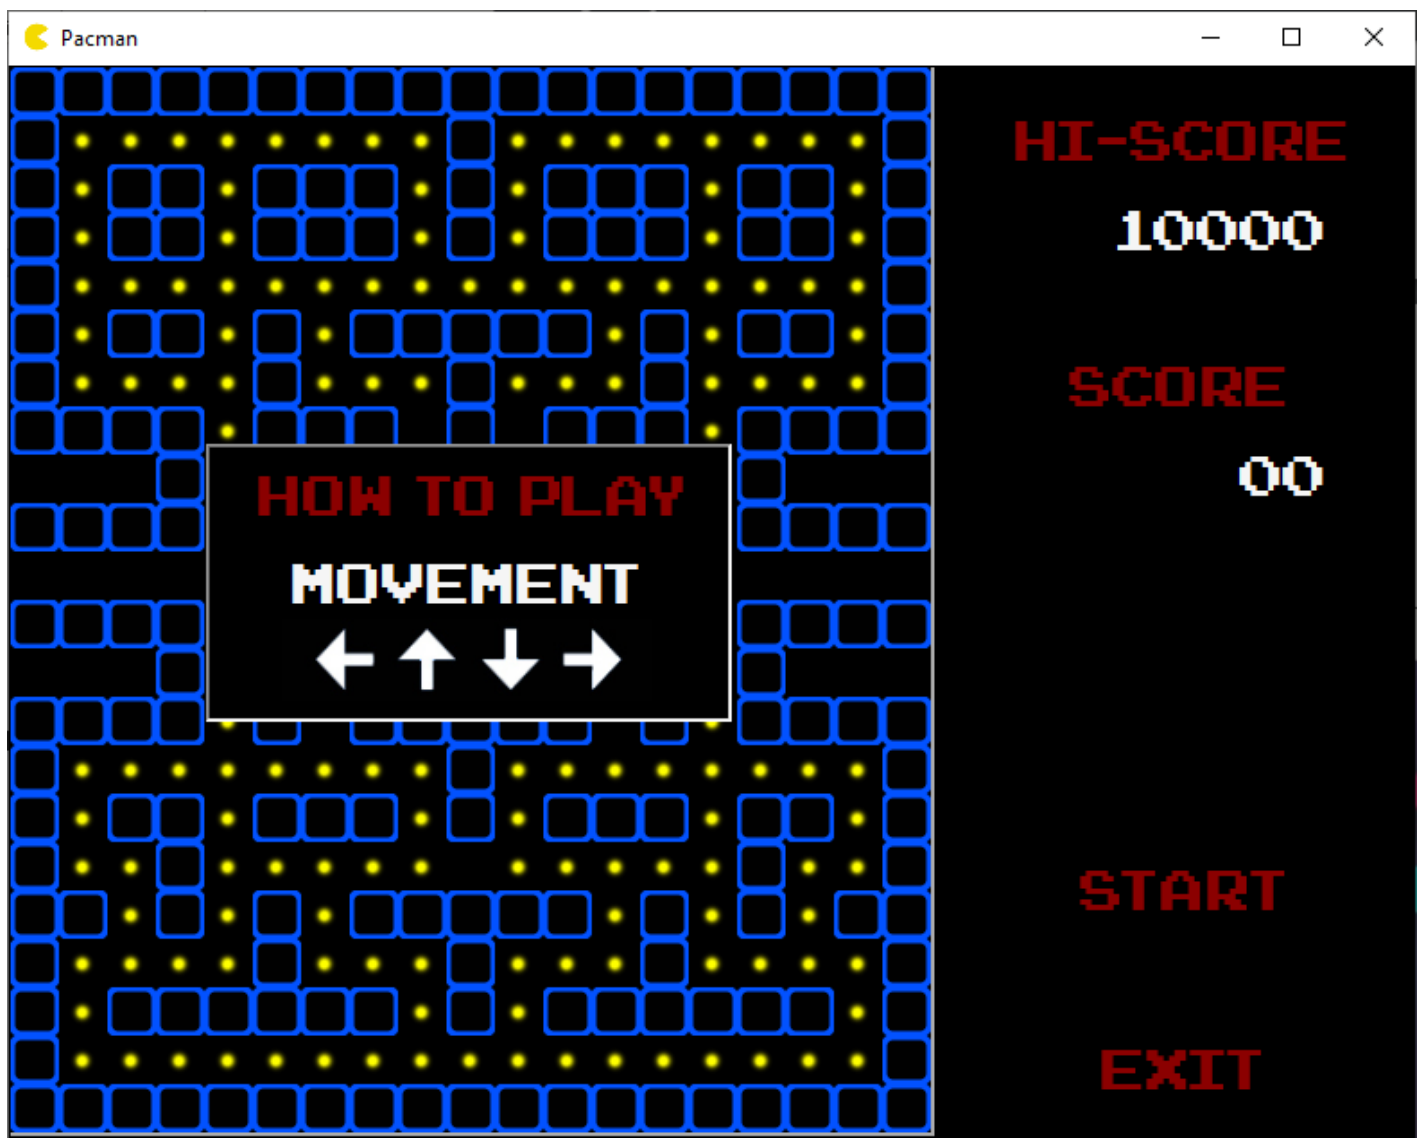 Pacman
HI-SCORE
10000
SCORE
00
HOW TO PLAY
MOVEMENT
START
EXIT